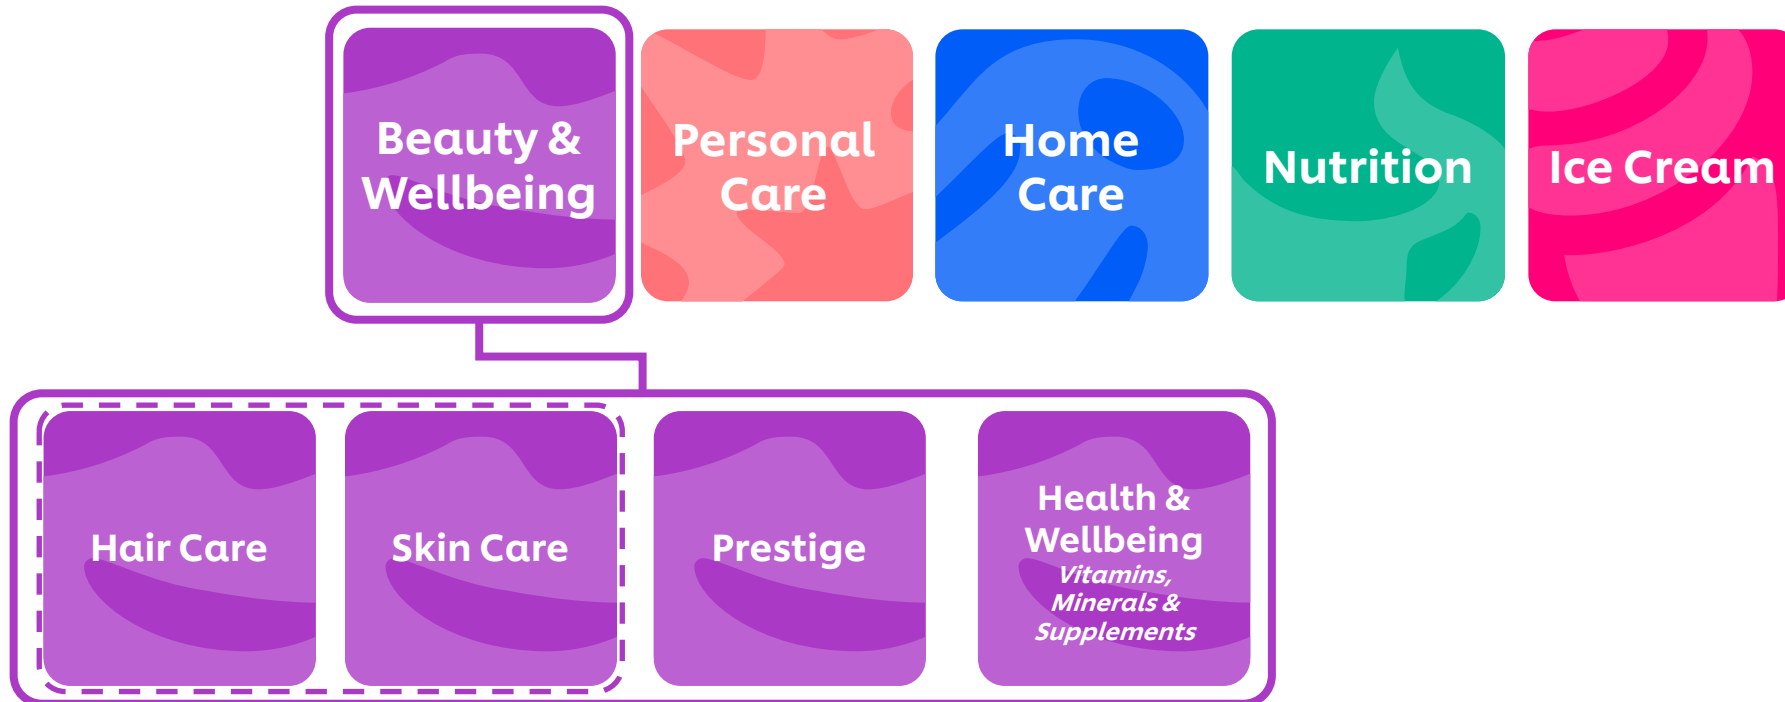 Beauty &
Wellbeing
Personal
Care
Home
Care
Nutrition
Ice Cream
Hair Care
Skin Care
Prestige
Health &
Wellbeing
Vitamins,
Minerals &
Supplements